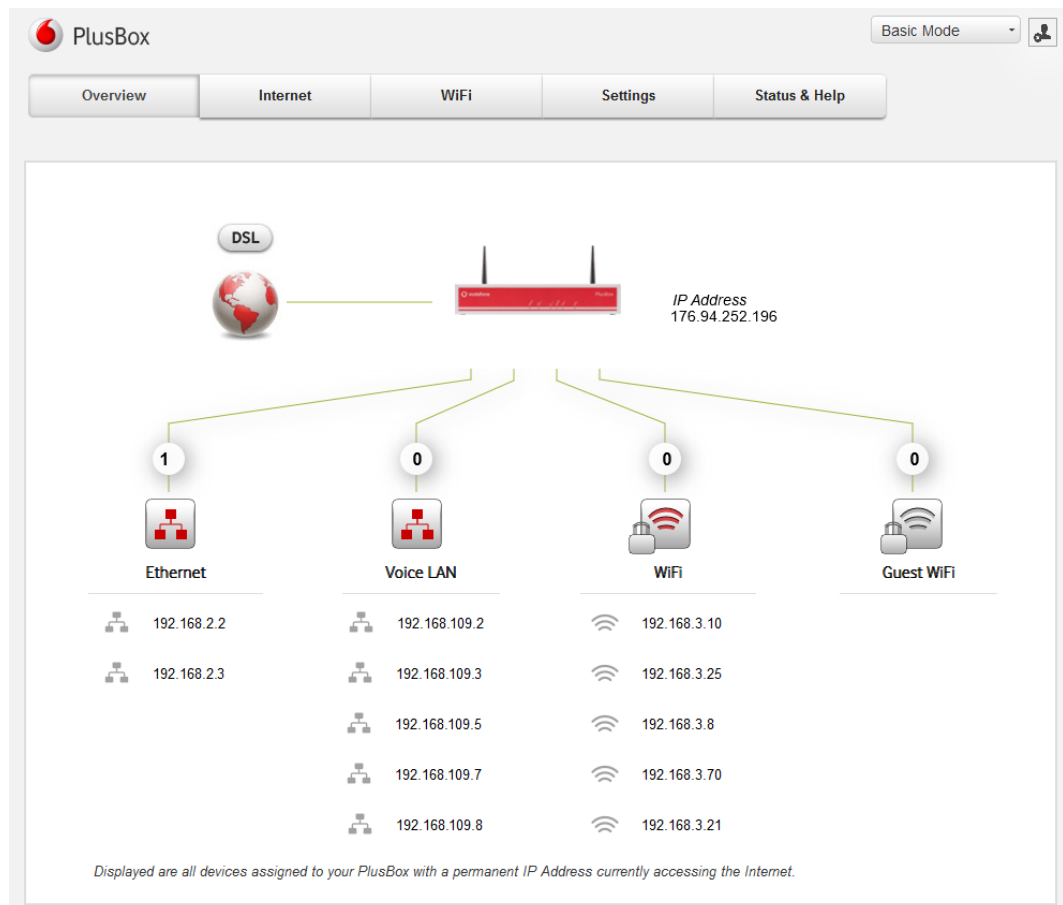 PlusBox
Basic Mode
Overview
Internet
WiFi
Settings
Status & Help
DSL
vodafone
PlusBox
IP Address
176.94.252.196
1
0
0
0
Ethernet
Voice LAN
WiFi
Guest WiFi
192.168.2.2
192.168.109.2
192.168.3.10
192.168.2.3
192.168.109.3
192.168.3.25
192.168.109.5
192.168.3.8
192.168.109.7
192.168.3.70
192.168.109.8
192.168.3.21
Displayed are all devices assigned to your PlusBox with a permanent IP Address currently accessing the Internet.